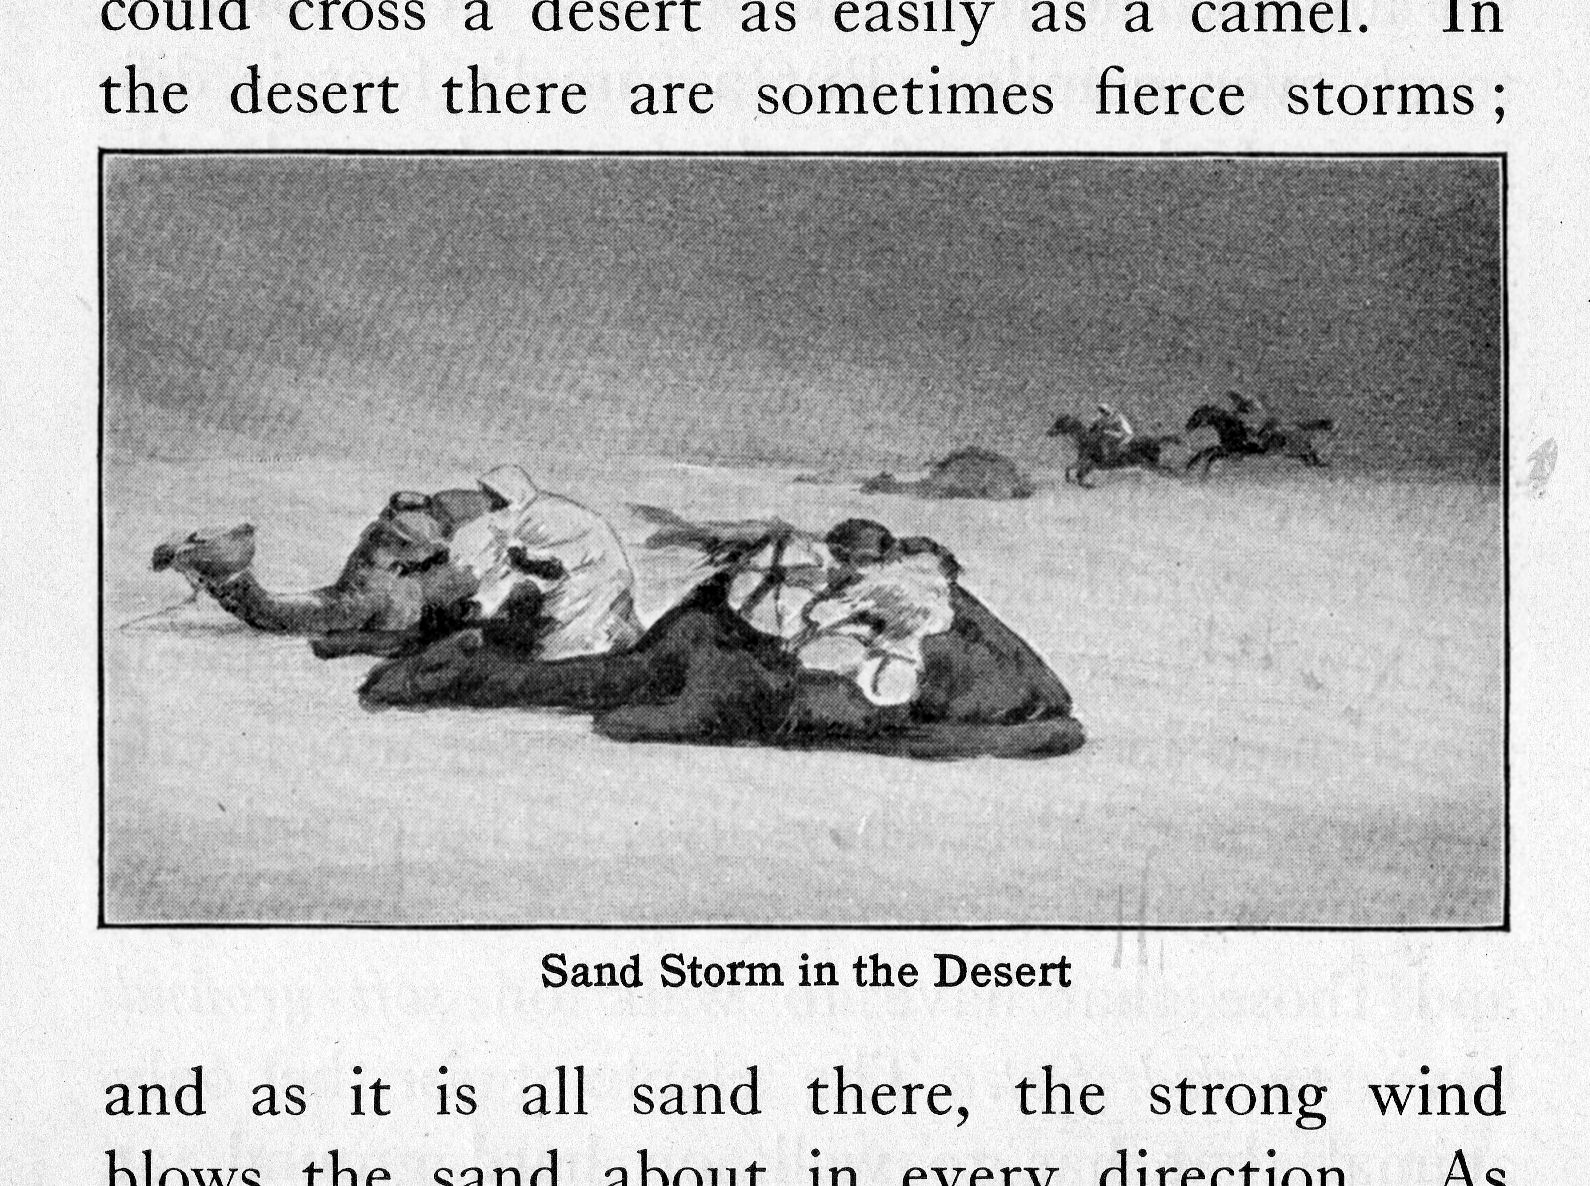 could cross a desert as easily as a camel. In
the desert there are sometimes fierce storms;
Sand Storm in the Desert
and as it is all sand there, the strong wind
blows the sand about in every direction. As